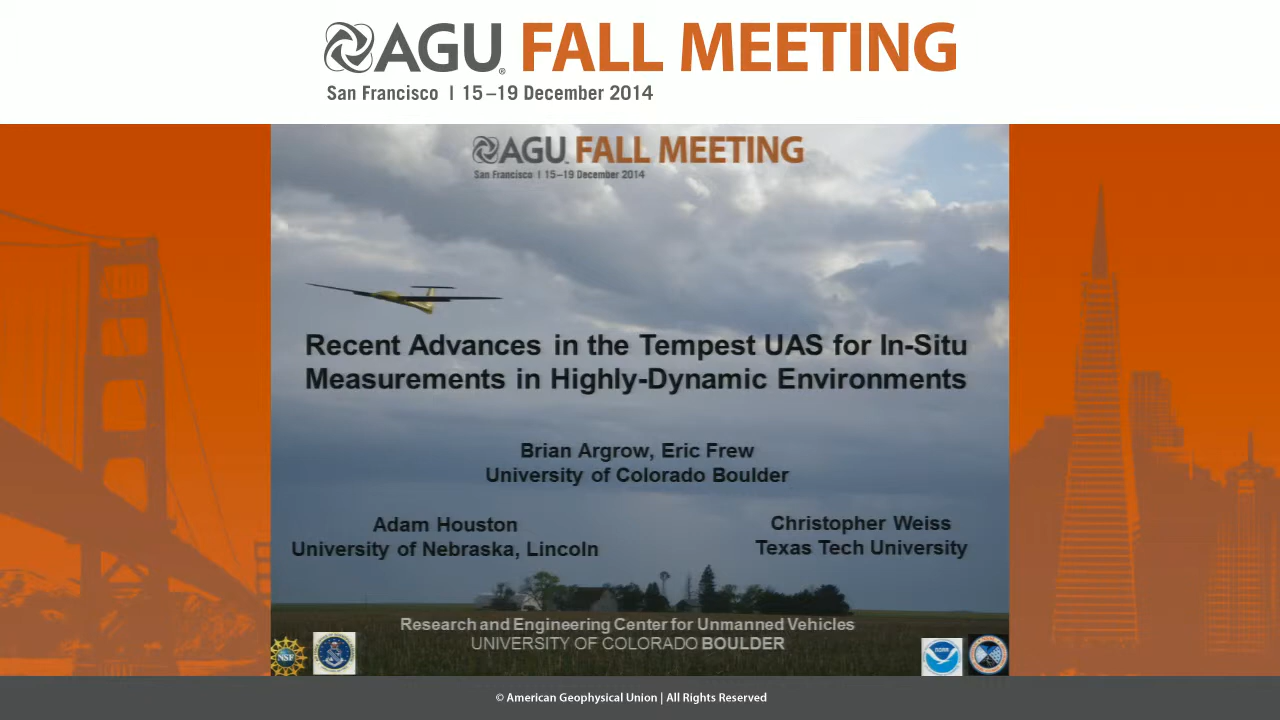 AGU® FALL MEETING
San Francisco | 15–19 December 2014
AGU FALL MEETING
San Francisco | 15–19 December 2014
Recent Advances in the Tempest UAS for In-Situ
Measurements in Highly-Dynamic Environments
Brian Argrow, Eric Frew
University of Colorado Boulder
Adam Houston
University of Nebraska, Lincoln
Christopher Weiss
Texas Tech University
Research and Engineering Center for Unmanned Vehicles
UNIVERSITY OF COLORADO BOULDER
NSF
NOAA
© American Geophysical Union | All Rights Reserved